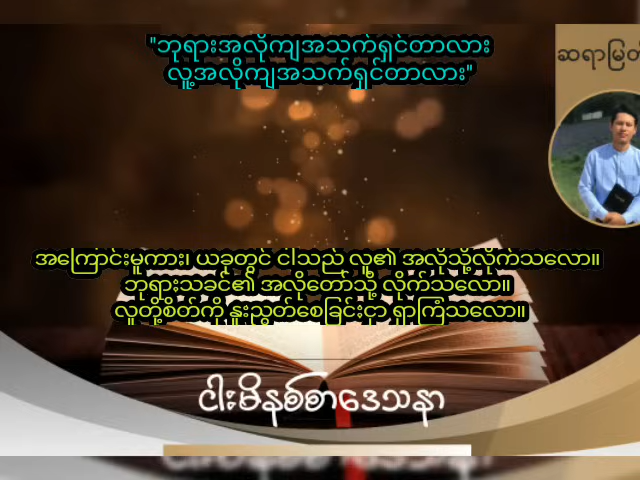 "ဘုရားအလိုကျအသက်ရှင်တာလား
လူ့အလိုကျအသက်ရှင်တာလား"
ဆရာမြတ်
အကြောင်းမူကား၊ ယခုတွင် ငါသည် လူ၏ အလိုသို့လိုက်သလော။
ဘုရားသခင်၏ အလိုတော်သို့ လိုက်သလော။
လူတို့စိတ်ကို နူးညွတ်စေခြင်းငှာ ရှာကြံသလော။
ငါးမိနစ်စာဒေသနာ